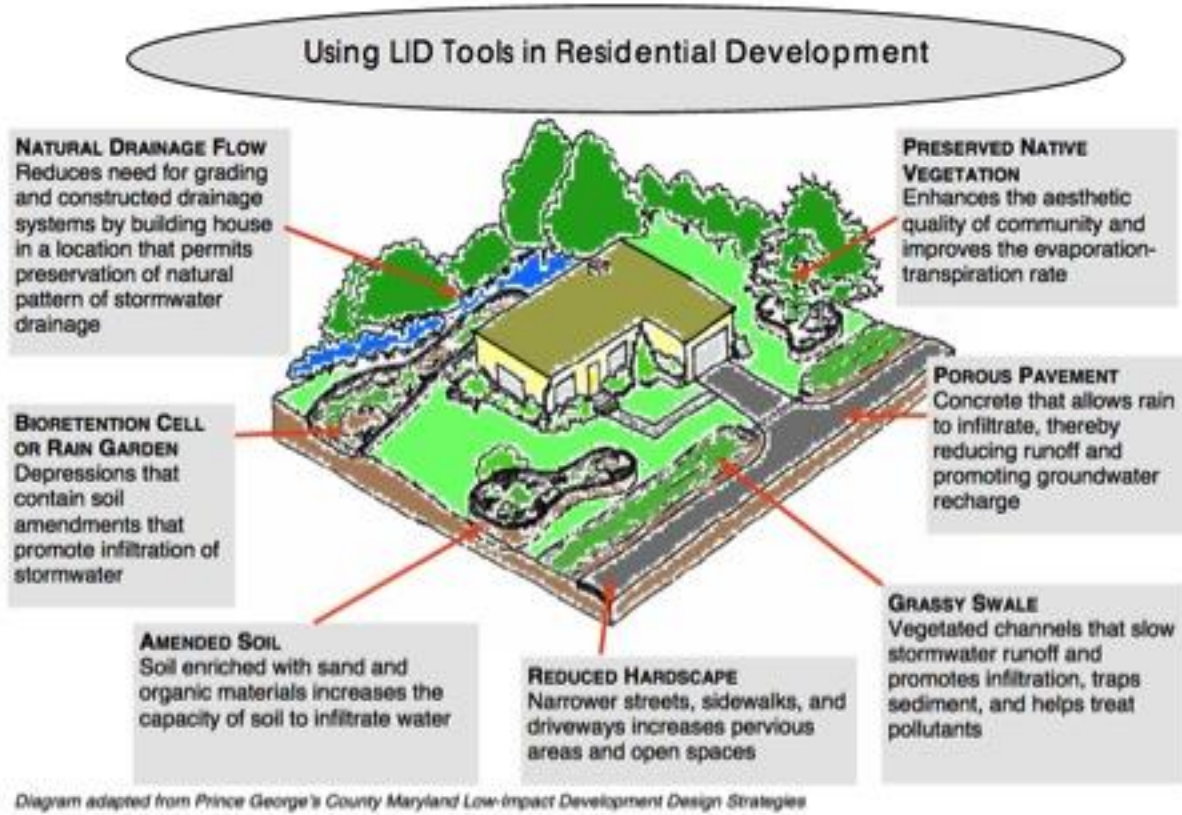 Using LID Tools in Residential Development
NATURAL DRAINAGE FLOW
Reduces need for grading
and constructed drainage
systems by building house
in a location that permits
preservation of natural
pattern of stormwater
drainage
PRESERVED NATIVE
VEGETATION
Enhances the aesthetic
quality of community and
improves the evaporation-
transpiration rate
BIORETENTION CELL
OR RAIN GARDEN
Depressions that
contain soil
amendments that
promote infiltration of
stormwater
POROUS PAVEMENT
Concrete that allows rain
to infiltrate, thereby
reducing runoff and
promoting groundwater
recharge
AMENDED SOIL
Soil enriched with sand and
organic materials increases the
capacity of soil to infiltrate water
REDUCED HARDSCAPE
Narrower streets, sidewalks, and
driveways increases pervious
areas and open spaces
GRASSY SWALE
Vegetated channels that slow
stormwater runoff and
promotes infiltration, traps
sediment, and helps treat
pollutants
Diagram adapted from Prince George's County Maryland Low-Impact Development Design Strategies